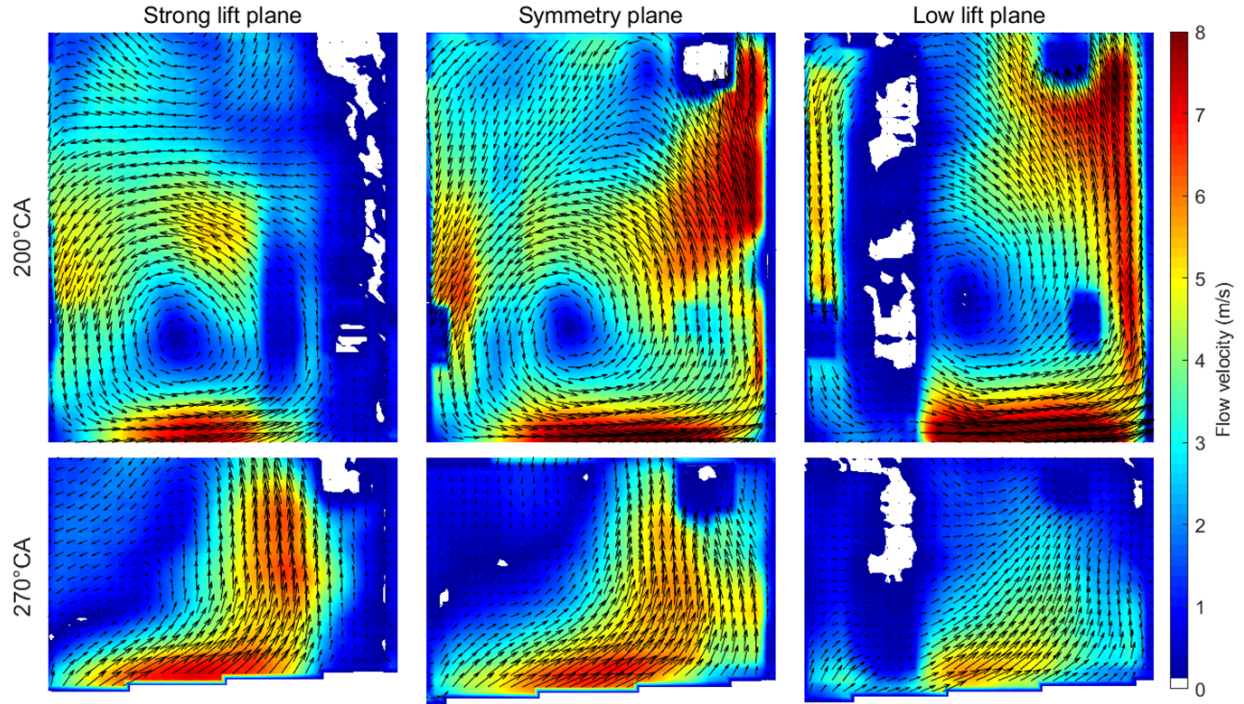 Strong lift plane
Symmetry plane
Low lift plane
200°CA
270°CA
8
7
6
5
4
3
2
1
0
Flow velocity (m/s)